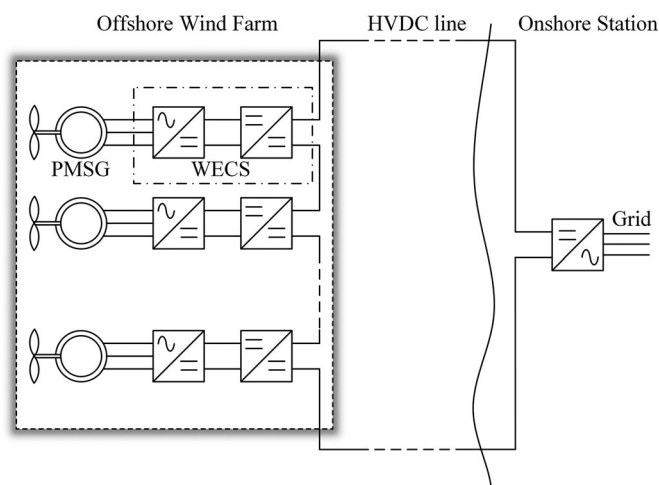 Offshore Wind Farm
HVDC line
Onshore Station
PMSG
WECS
Grid